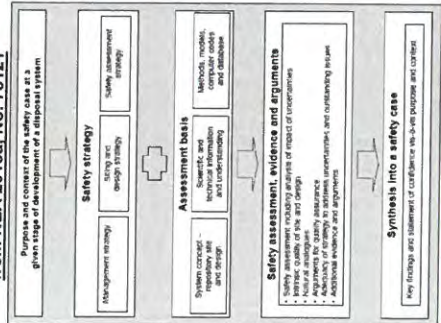 Purpose and context of the safety case at a
given stage of development of a disposal system
Safety strategy
Management strategy
Siting and
design strategy
Safety assessment
strategy
Assessment basis
System concept –
repository site
and design
Scientific and
technical information
and understanding
Methods, models,
computer codes
and database
Safety assessment, evidence and arguments
• Safety assessment including analysis of impact of uncertainties
• Intrinsic quality of site and design
• Natural analogues
• Arguments for quality assurance
• Adequacy of strategy to address uncertainties and outstanding issues
• Additional evidence and arguments
Synthesis into a safety case
Key findings and statement of confidence vis-à-vis purpose and context